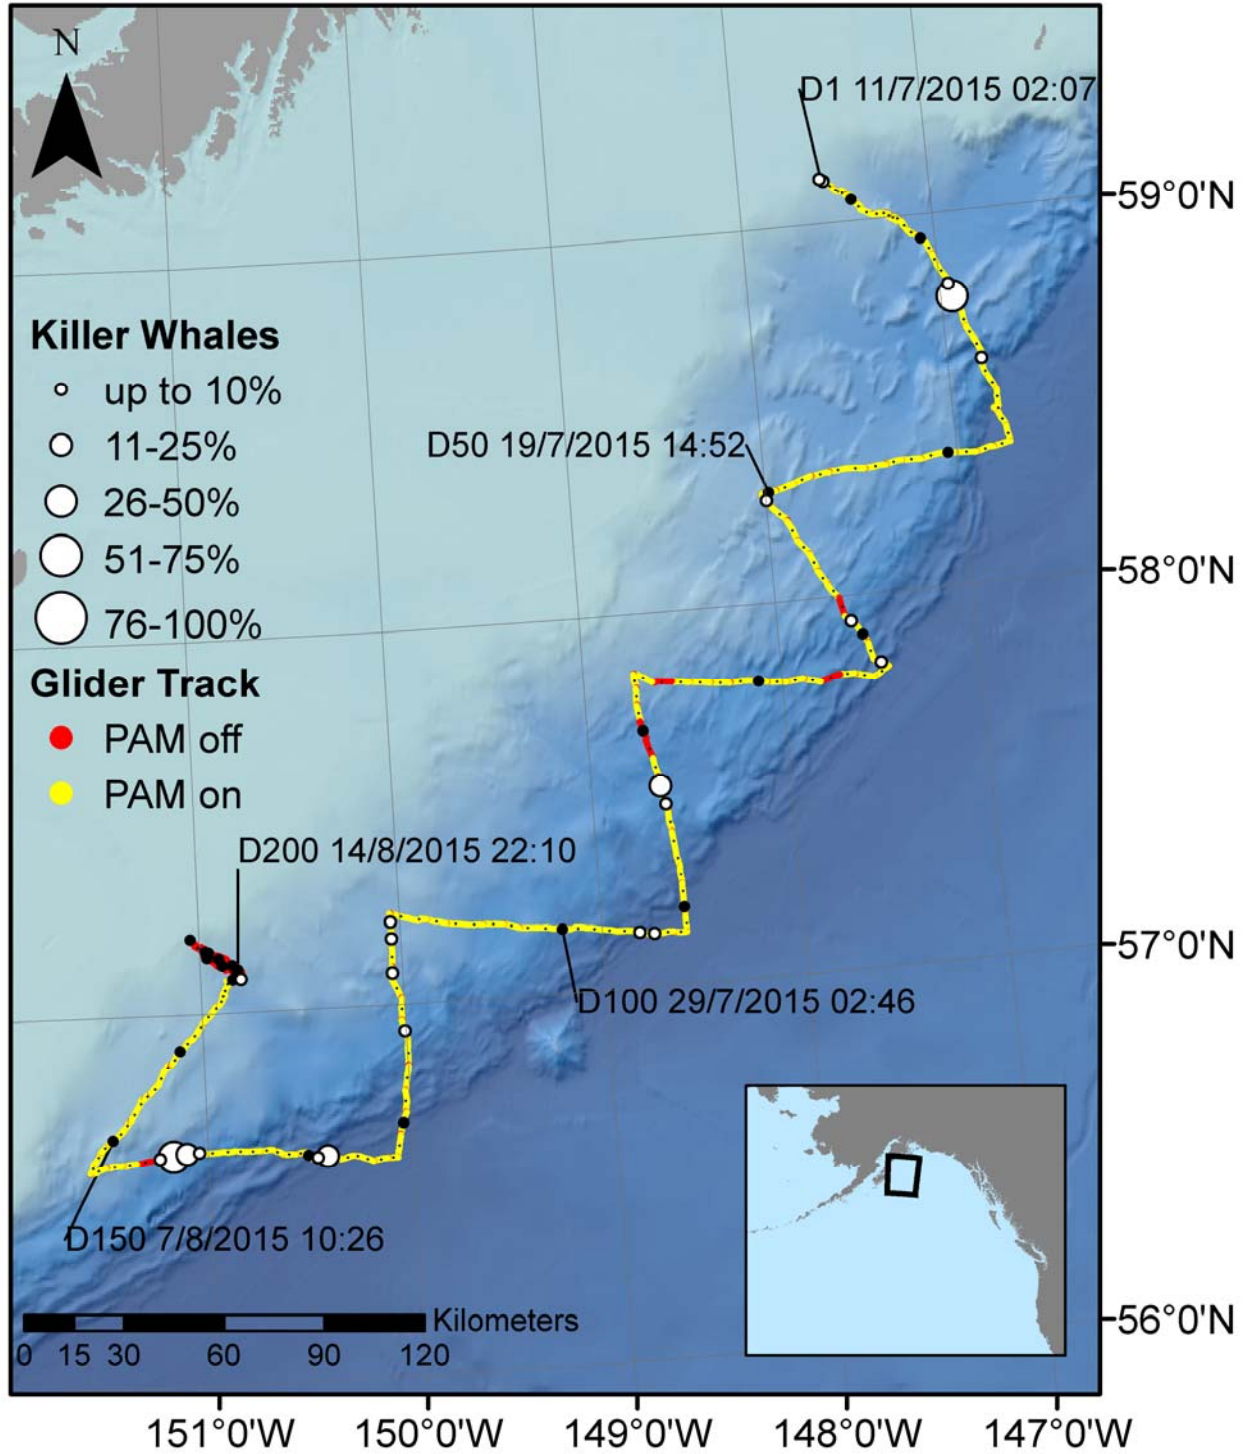 N
D1 11/7/2015 02:07
59°0'N
Killer Whales
up to 10%
11-25%
26-50%
51-75%
76-100%
D50 19/7/2015 14:52
58°0'N
Glider Track
PAM off
PAM on
D200 14/8/2015 22:10
57°0'N
D100 29/7/2015 02:46
D150 7/8/2015 10:26
Kilometers
0 15 30 60 90 120
56°0'N
151°0'W 150°0'W 149°0'W 148°0'W 147°0'W